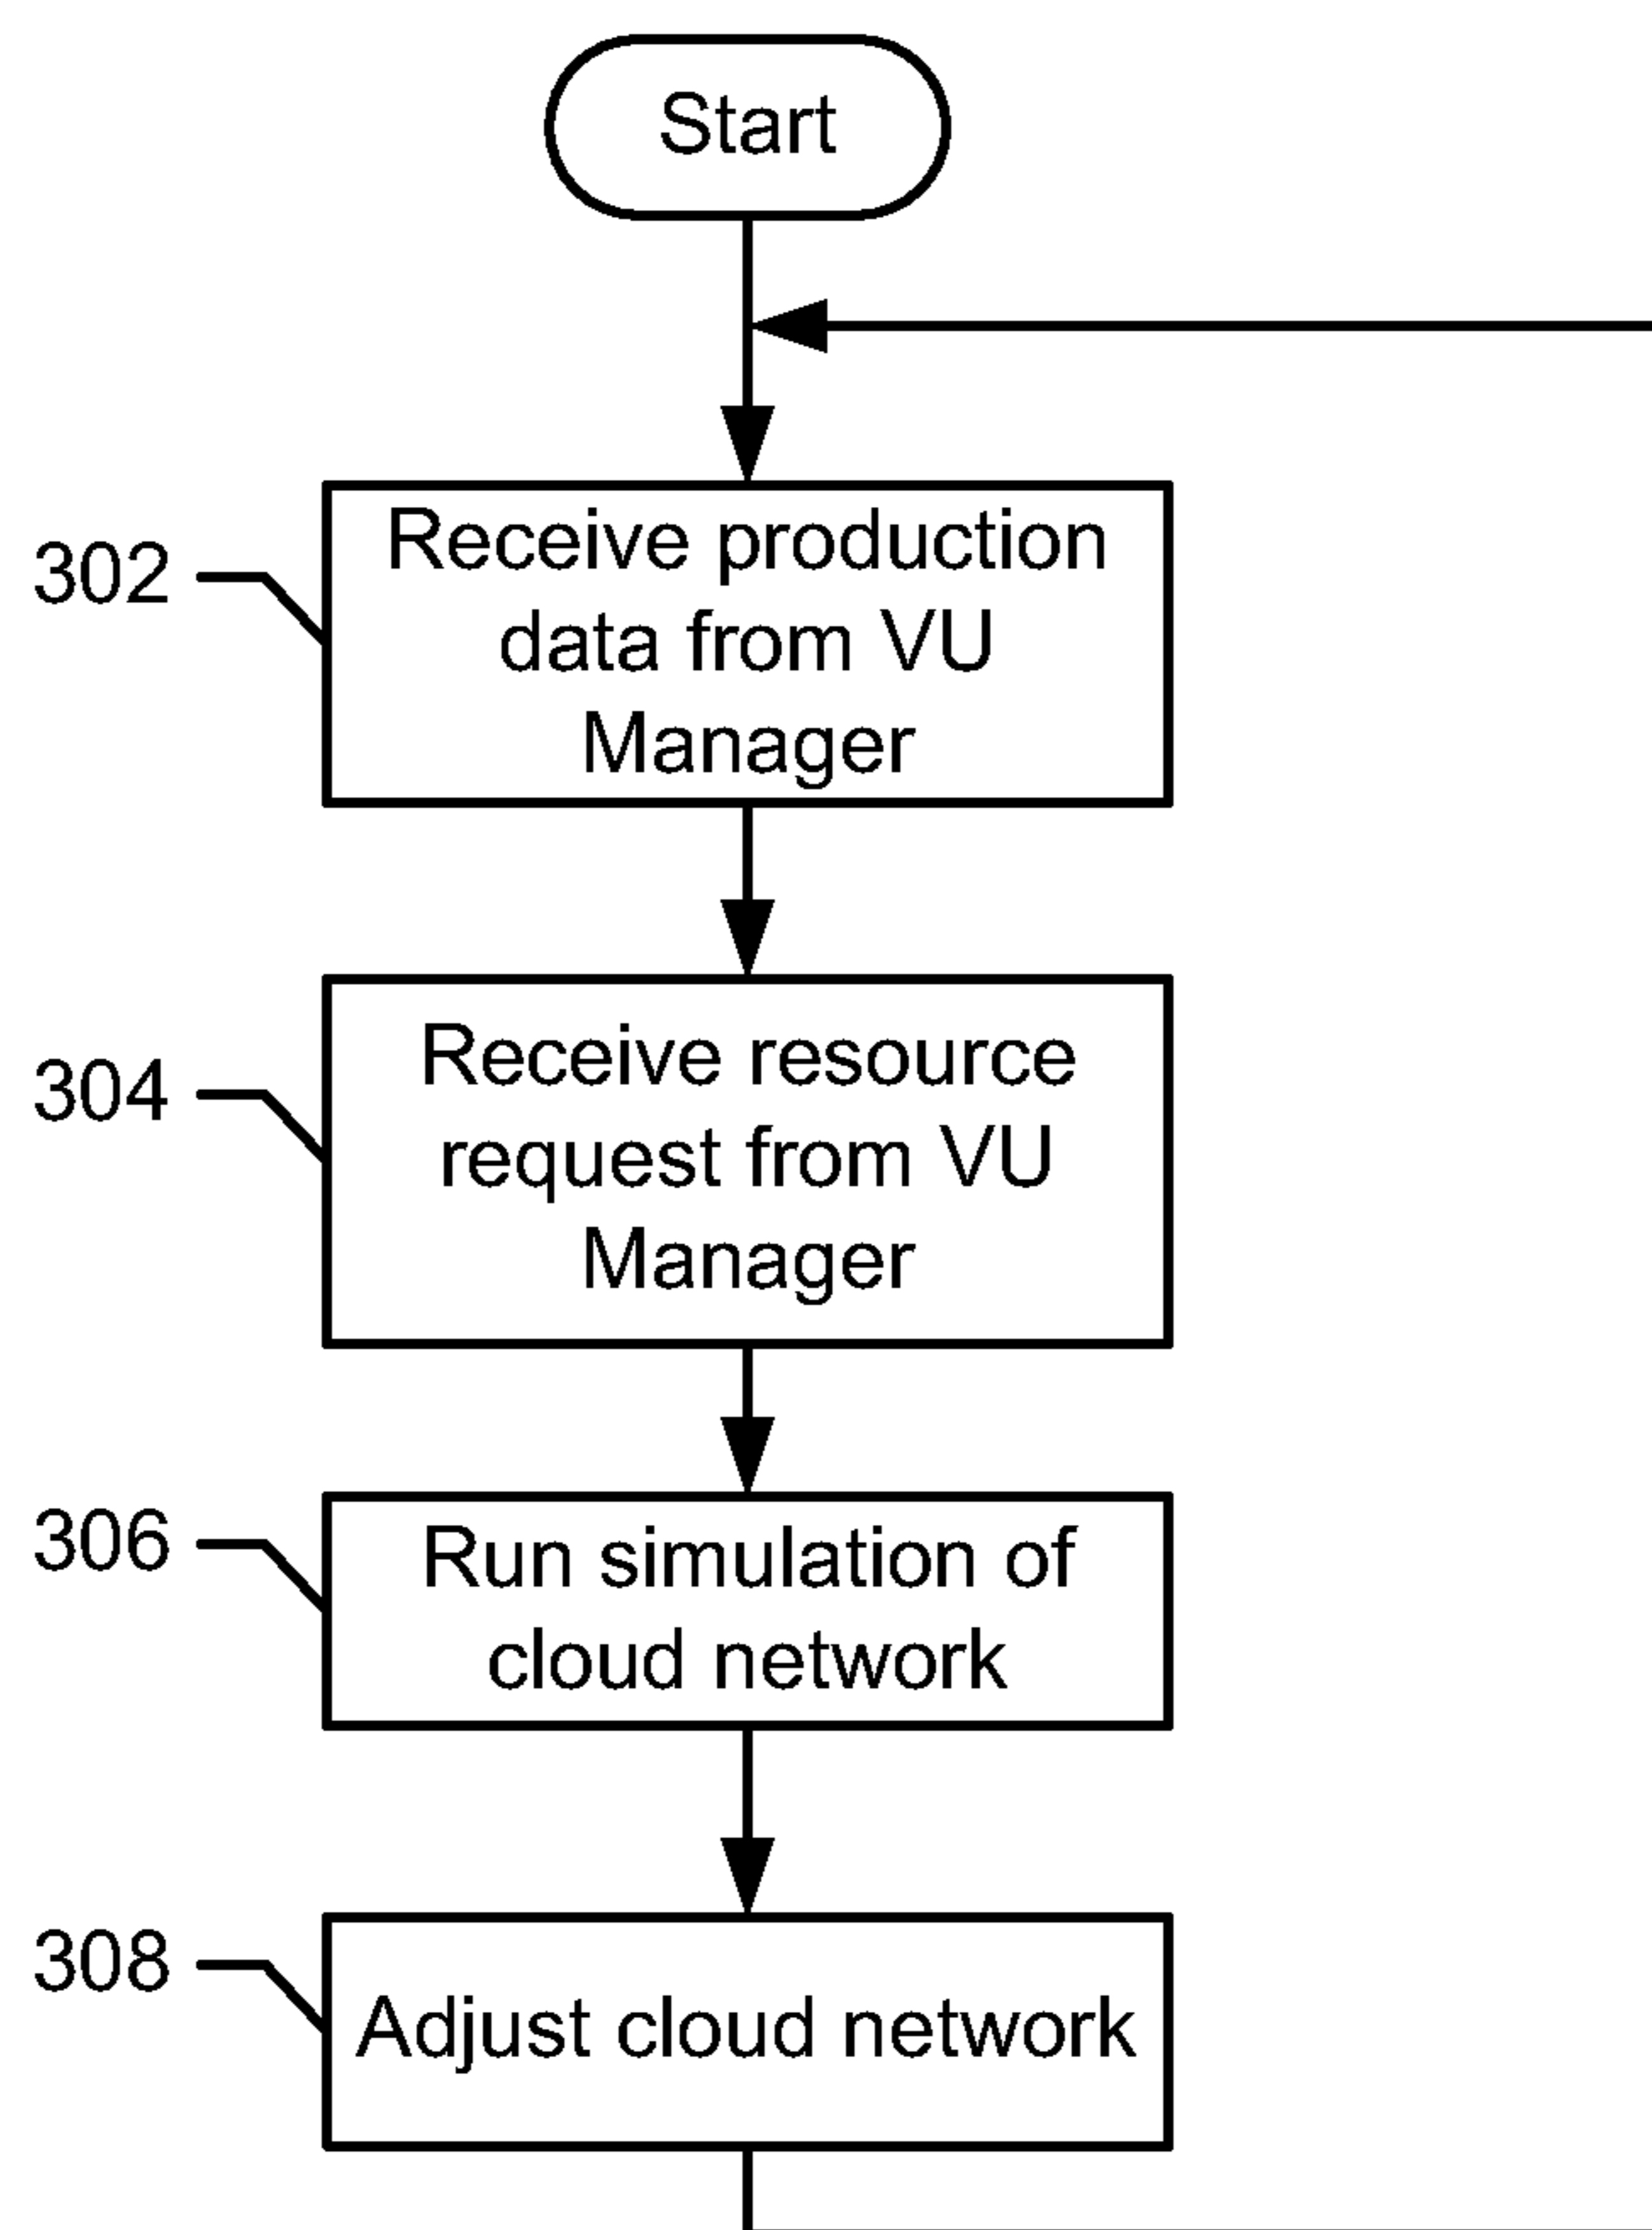 Start
302
Receive production
data from VU
Manager
304
Receive resource
request from VU
Manager
306
Run simulation of
cloud network
308
Adjust cloud network